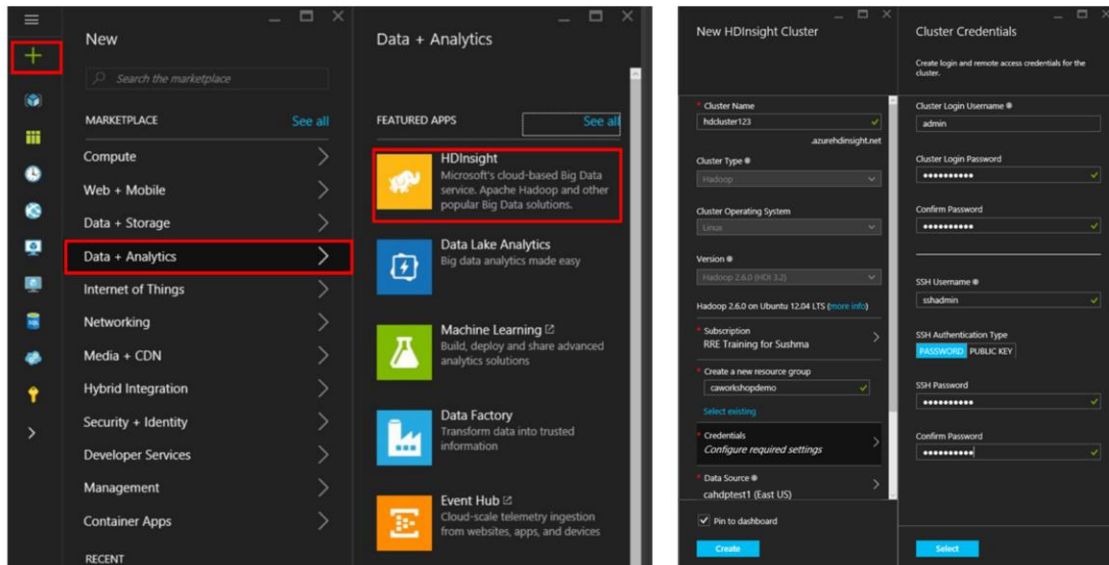 New
Search the marketplace
MARKETPLACE
See all
Compute
Web + Mobile
Data + Storage
Data + Analytics
Internet of Things
Networking
Media + CDN
Hybrid Integration
Security + Identity
Developer Services
Management
Container Apps
RECENT
Data + Analytics
FEATURED APPS
See all
HDInsight
Microsoft's cloud-based Big Data
service. Apache Hadoop and other
popular Big Data solutions.
Data Lake Analytics
Big data analytics made easy
Machine Learning
Build, deploy and share advanced
analytics solutions
Data Factory
Transform data into trusted
information
Event Hub
Cloud-scale telemetry ingestion
from websites, apps, and devices
New HDInsight Cluster
* Cluster Name
hdcluster123
.azurehdinsight.net
Cluster Type
Hadoop
Cluster Operating System
Linux
Version
Hadoop 2.6.0 (HDI 3.2)
Hadoop 2.6.0 on Ubuntu 12.04 LTS (more info)
* Subscription
RRE Training for Sushma
* Create a new resource group
caworkshopdemo
Select existing
* Credentials
Configure required settings
* Data Source
cahdptest1 (East US)
Pin to dashboard
Create
Cluster Credentials
Create login and remote access credentials for the
cluster.
Cluster Login Username
admin
Cluster Login Password
Confirm Password
SSH Username
sshadmin
SSH Authentication Type
PASSWORD PUBLIC KEY
SSH Password
Confirm Password
Select